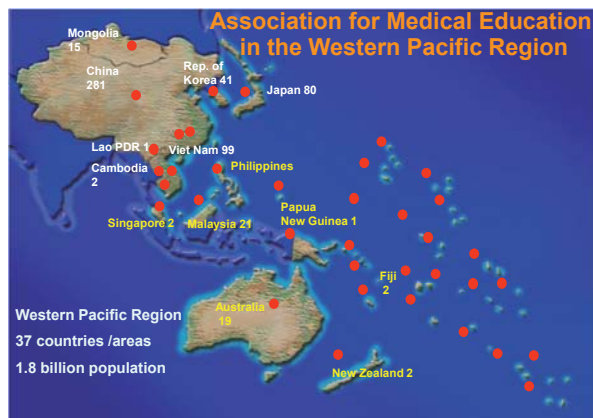 Association for Medical Education
in the Western Pacific Region
Mongolia
15
China
281
Rep. of
Korea 41
Japan 80
Lao PDR 1
Viet Nam 99
Cambodia
2
Philippines
Singapore 2
Malaysia 21
Papua
New Guinea 1
Fiji
2
Australia
19
New Zealand 2
Western Pacific Region
37 countries /areas
1.8 billion population